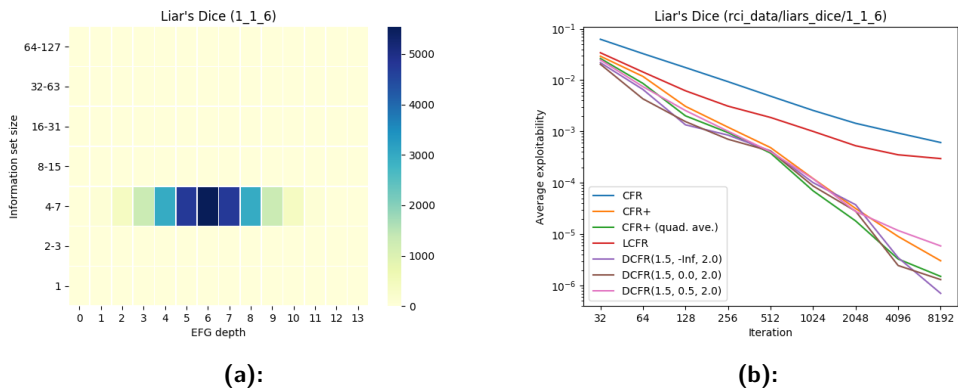 Liar's Dice (1_1_6)
64-127
32-63
16-31
8-15
4-7
2-3
1
Information set size
0 1 2 3 4 5 6 7 8 9 10 11 12 13
EFG depth
5000
4000
3000
2000
1000
0
(a):
Liar's Dice (rci_data/liars_dice/1_1_6)
10⁻¹
10⁻²
10⁻³
10⁻⁴
10⁻⁵
10⁻⁶
Average exploitability
CFR
CFR+
CFR+ (quad. ave.)
LCFR
DCFR(1.5, -Inf, 2.0)
DCFR(1.5, 0.0, 2.0)
DCFR(1.5, 0.5, 2.0)
32 64 128 256 512 1024 2048 4096 8192
Iteration
(b):